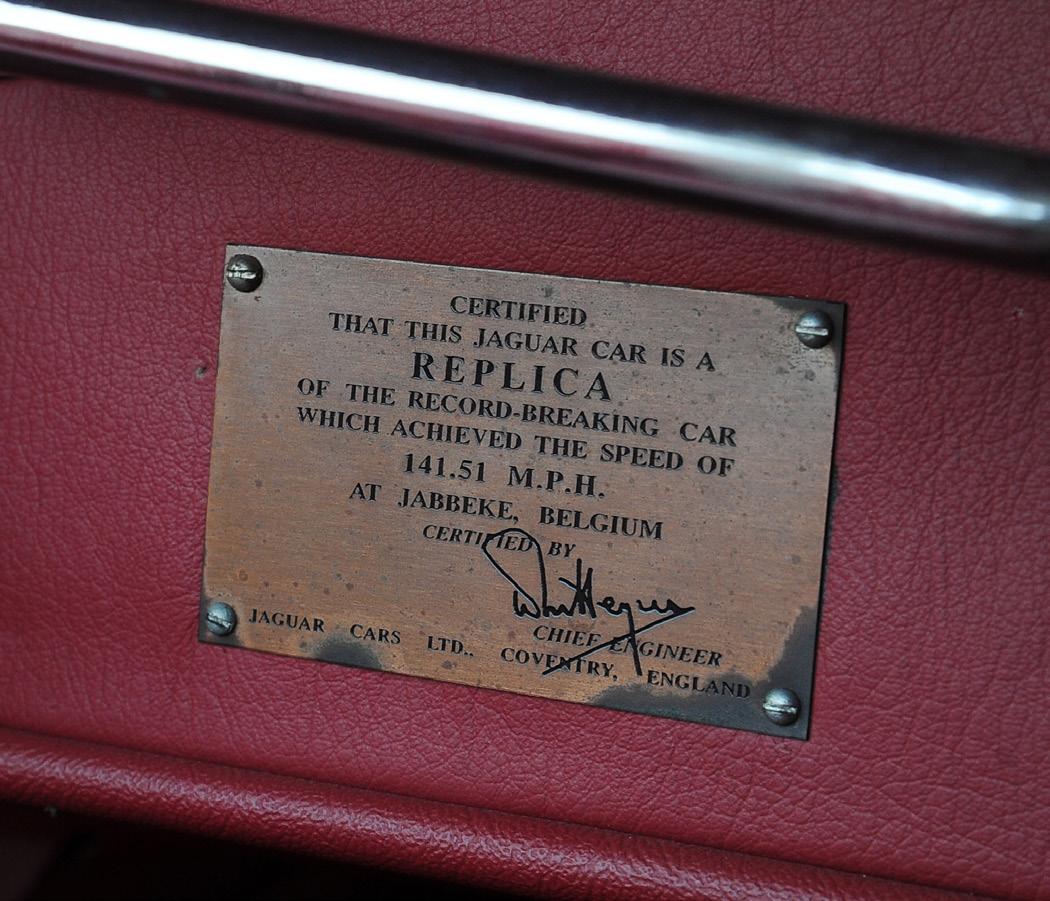 CERTIFIED
THAT THIS JAGUAR CAR IS A
REPLICA
OF THE RECORD-BREAKING CAR
WHICH ACHIEVED THE SPEED OF
141.51 M.P.H.
AT JABBEKE, BELGIUM
CERTIFIED BY
CHIEF ENGINEER
JAGUAR CARS LTD., COVENTRY, ENGLAND